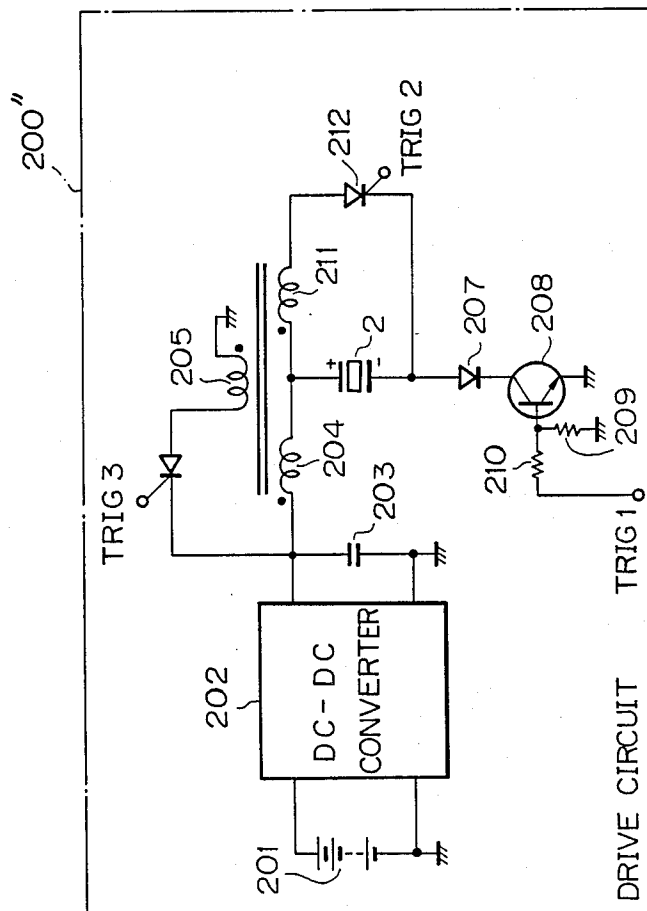 200"
TRIG 3
205
212
TRIG 2
211
2
+
-
204
203
207
208
209
210
TRIG 1
202
DC-DC
CONVERTER
201
DRIVE CIRCUIT